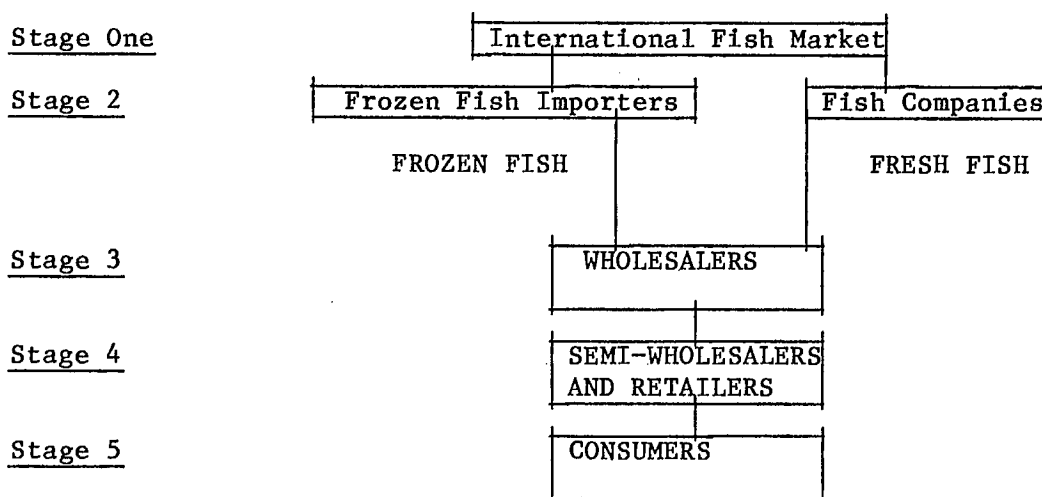 Stage One International Fish Market
Stage 2 Frozen Fish Importers Fish Companies
FROZEN FISH FRESH FISH
Stage 3 WHOLESALERS
Stage 4 SEMI-WHOLESALERS
AND RETAILERS
Stage 5 CONSUMERS